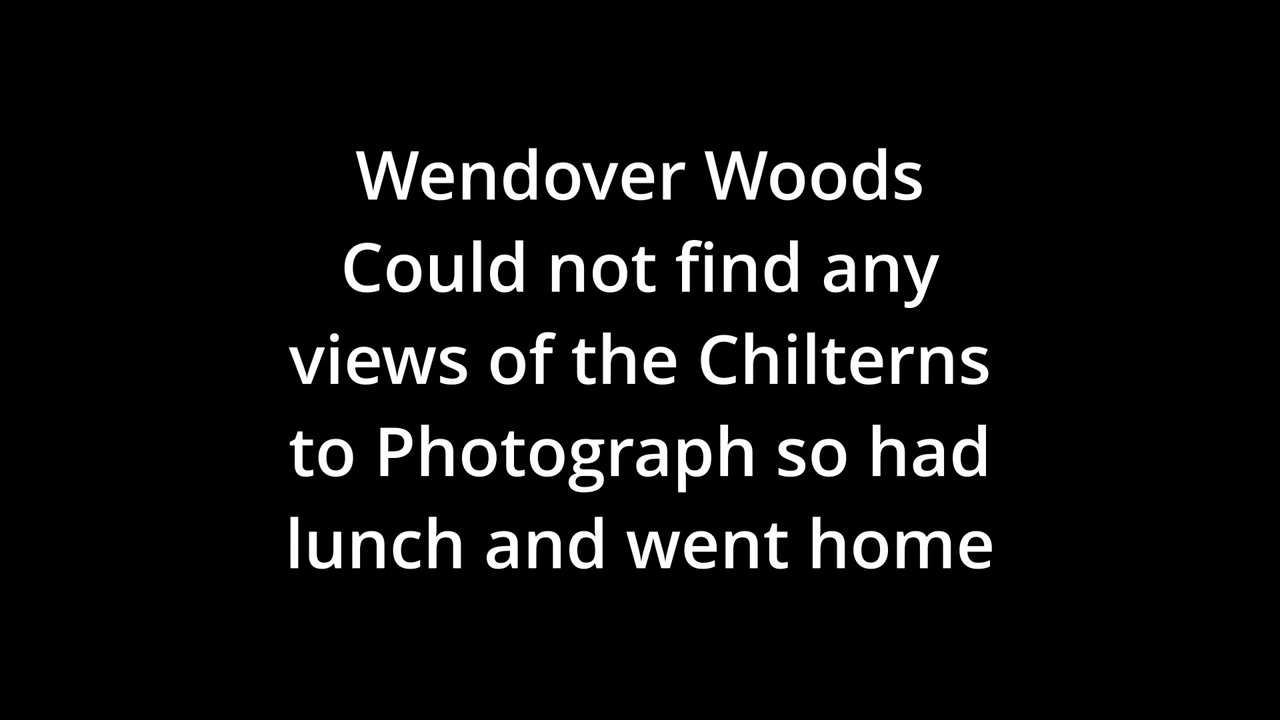 Wendover Woods
Could not find any
views of the Chilterns
to Photograph so had
lunch and went home